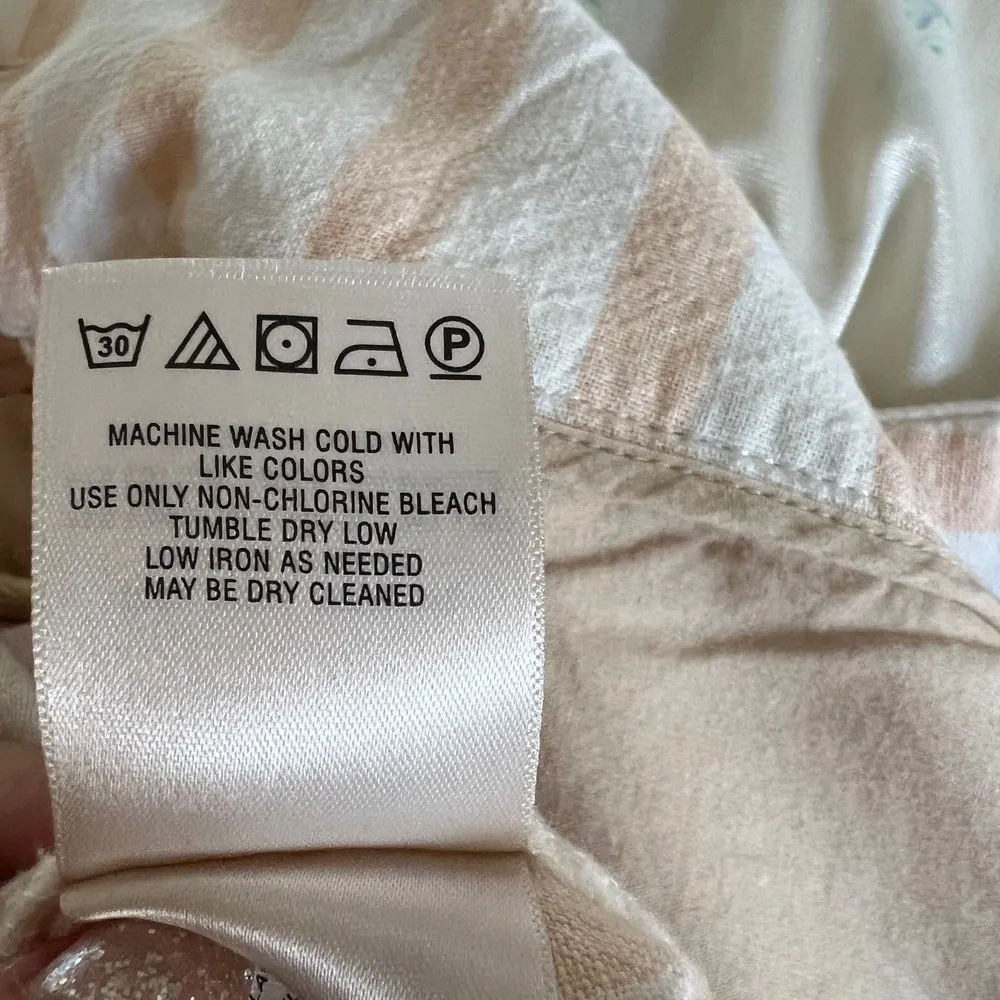 30 P
MACHINE WASH COLD WITH
LIKE COLORS
USE ONLY NON-CHLORINE BLEACH
TUMBLE DRY LOW
LOW IRON AS NEEDED
MAY BE DRY CLEANED